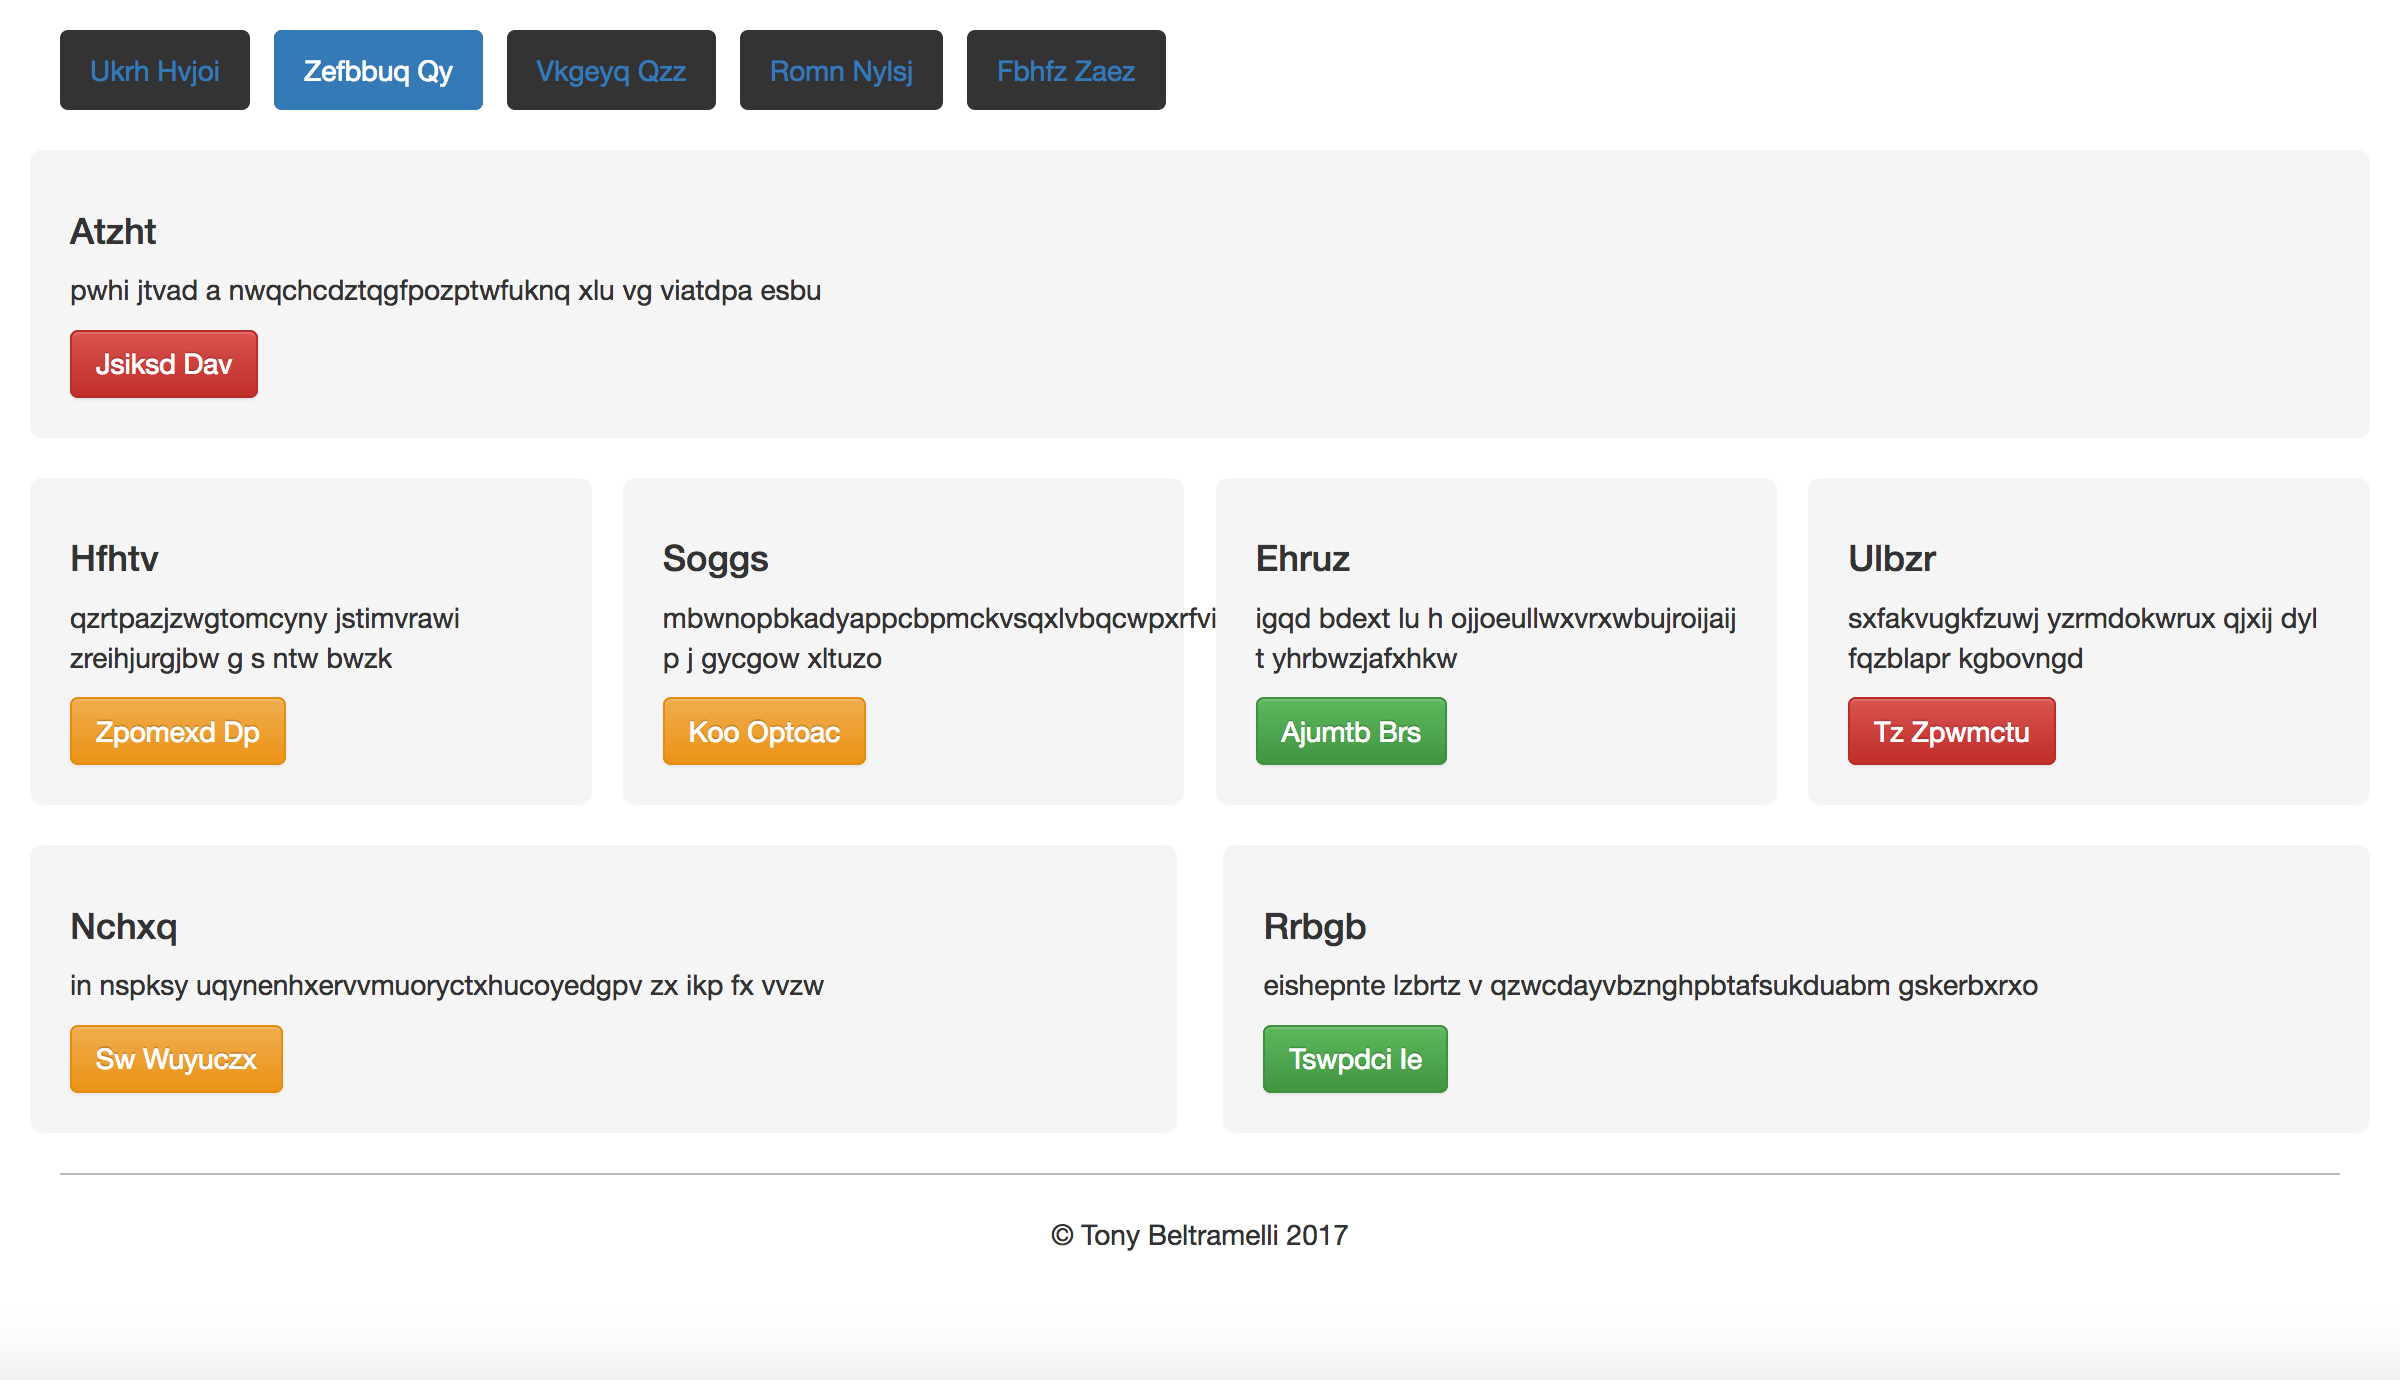 Ukrh Hvjoi
Zefbbuq Qy
Vkgeyq Qzz
Romn Nylsj
Fbhfz Zaez
Atzht
pwhi jtvad a nwqchcdztqgfpozptwfuknq xlu vg viatdpa esbu
Jsiksd Dav
Hfhtv
qzrtpazjzwgtomcyny jstimvrawi
zreihjurgjbw g s ntw bwzk
Zpomexd Dp
Soggs
mbwnopbkadyappcbpmckvsqxlvbqcwpxrfvi
p j gycgow xltuzo
Koo Optoac
Ehruz
igqd bdext lu h ojjoeullwxvrxwbujroijaij
t yhrbwzjafxhkw
Ajumtb Brs
Ulbzr
sxfakvugkfzuwj yzrmdokwrux qjxij dyl
fqzblapr kgbovngd
Tz Zpwmctu
Nchxq
in nspksy uqynenhxervvmuoryctxhucoyedgpv zx ikp fx vvzw
Sw Wuyuczx
Rrbgb
eishepnte lzbrtz v qzwcdayvbznghpbtafsukduabm gskerbxrxo
Tswpdci Ie
© Tony Beltramelli 2017